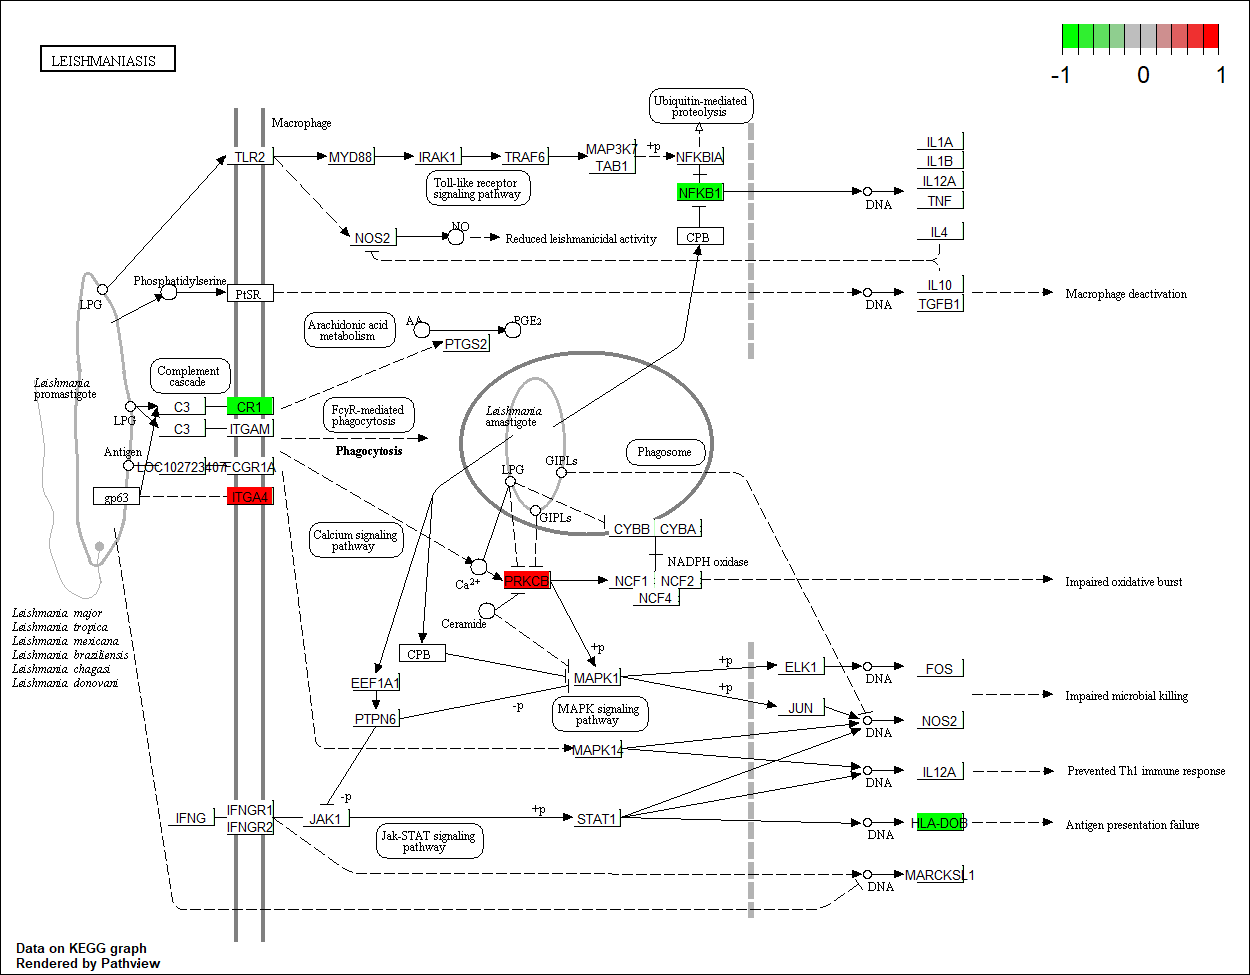 LEISHMANIASIS
-1 0 1
Macrophage
Ubiquitin-mediated
proteolysis
TLR2
MYD88
IRAK1
TRAF6
MAP3K7
TAB1
+p
NFKBIA
IL1A
IL1B
IL12A
TNF
Toll-like receptor
signaling pathway
NFKB1
DNA
NOS2
NO
Reduced leishmanicidal activity
CPB
IL4
Phosphatidylserine
LPG
PtSR
DNA
IL10
TGFB1
Macrophage deactivation
Arachidonic acid
metabolism
AA
PGE2
PTGS2
Leishmania
promastigote
Complement
cascade
LPG
C3
CR1
C3
ITGAM
FcγR-mediated
phagocytosis
Phagocytosis
Leishmania
amastigote
Phagosome
Antigen
LOC102723407
FCGR1A
gp63
ITGA4
LPG
GIPLs
GIPLs
CYBB
CYBA
NADPH oxidase
Calcium signaling
pathway
Ca2+
PRKCB
NCF1
NCF2
NCF4
Impaired oxidative burst
Ceramide
Leishmania major
Leishmania tropica
Leishmania mexicana
Leishmania braziliensis
Leishmania chagasi
Leishmania donovani
CPB
+p
EEF1A1
MAPK1
+p
ELK1
DNA
FOS
PTPN6
-p
MAPK signaling
pathway
+p
JUN
DNA
NOS2
Impaired microbial killing
MAPK14
DNA
IL12A
Prevented Th1 immune response
IFNG
IFNGR1
IFNGR2
-p
JAK1
+p
STAT1
DNA
HLA-DOB
Antigen presentation failure
Jak-STAT signaling
pathway
DNA
MARCKSL1
Data on KEGG graph
Rendered by Pathview